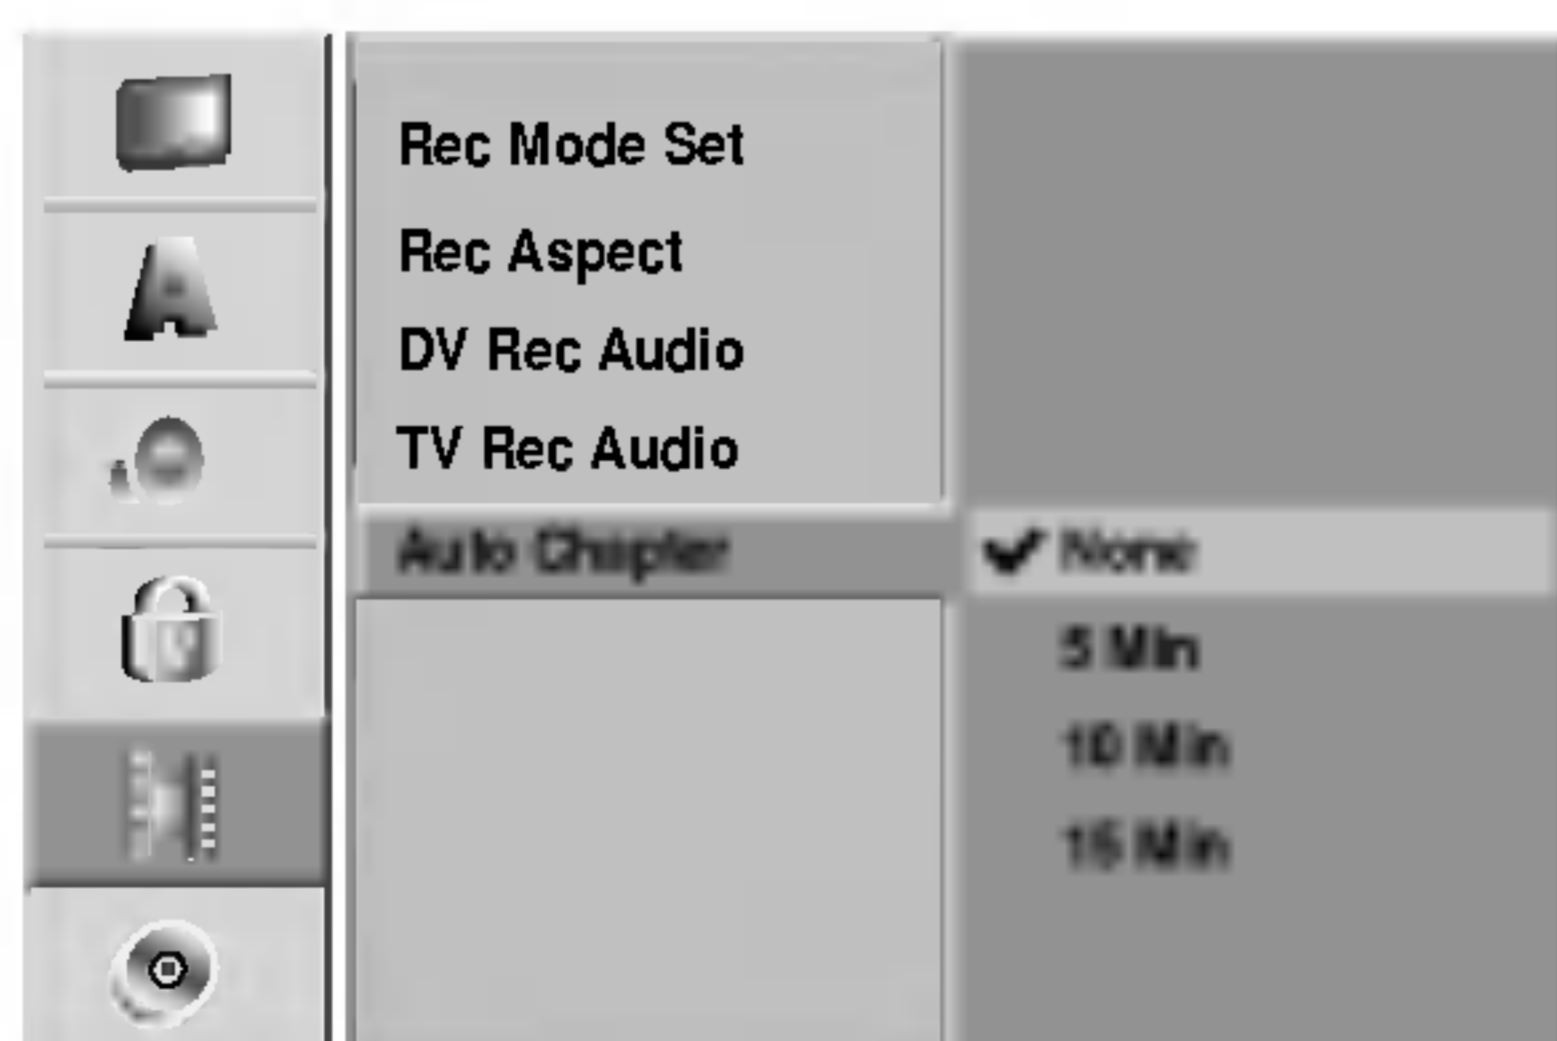 Rec Mode Set
Rec Aspect
DV Rec Audio
TV Rec Audio
Auto Chapter
✔ None
5 Min
10 Min
15 Min